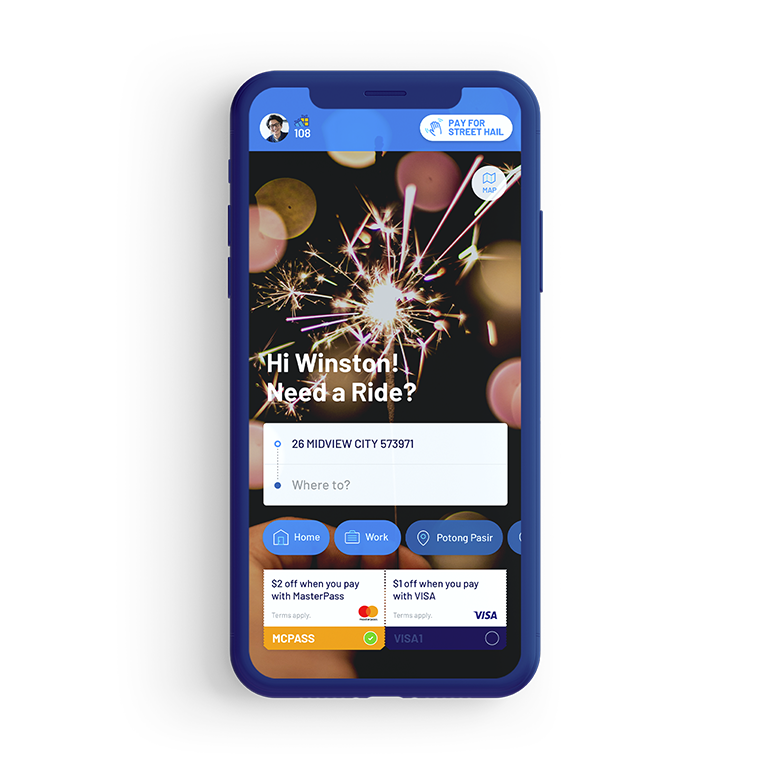 108
PAY FOR
STREET HAIL
MAP
Hi Winston!
Need a Ride?
26 MIDVIEW CITY 573971
Where to?
Home
Work
Potong Pasir
$2 off when you pay
with MasterPass
Terms apply.
MCPASS
$1 off when you pay
with VISA
Terms apply.
VISA
VISA1